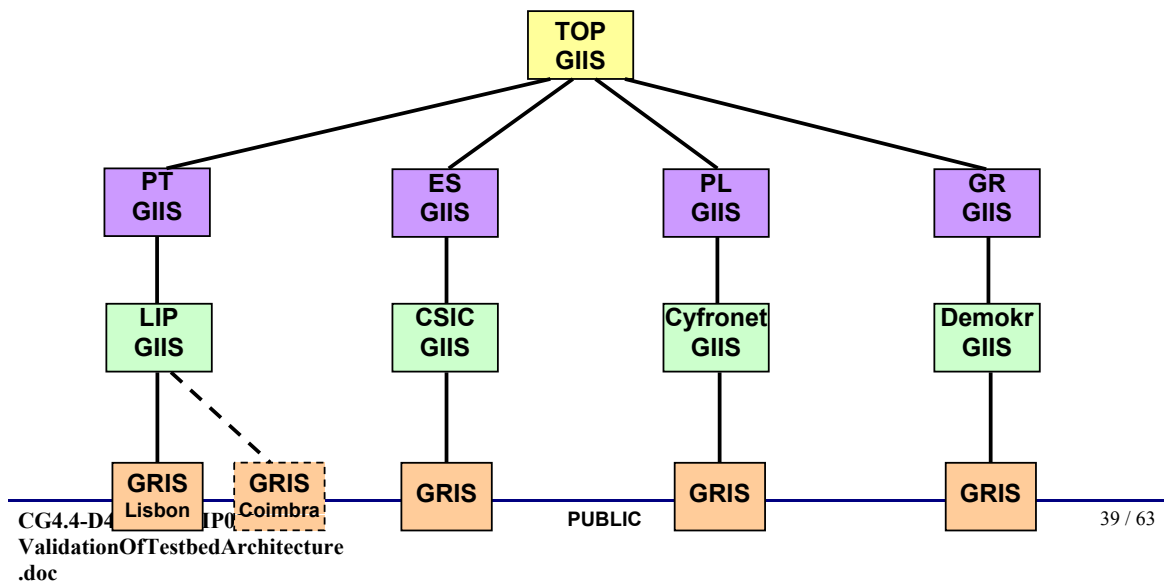 TOP
GIIS
PT
GIIS
ES
GIIS
PL
GIIS
GR
GIIS
LIP
GIIS
CSIC
GIIS
Cyfronet
GIIS
Demokr
GIIS
GRIS
Lisbon
GRIS
Coimbra
GRIS
GRIS
GRIS
CG4.4-D4 IP0
ValidationOfTestbedArchitecture
.doc
PUBLIC
39 / 63